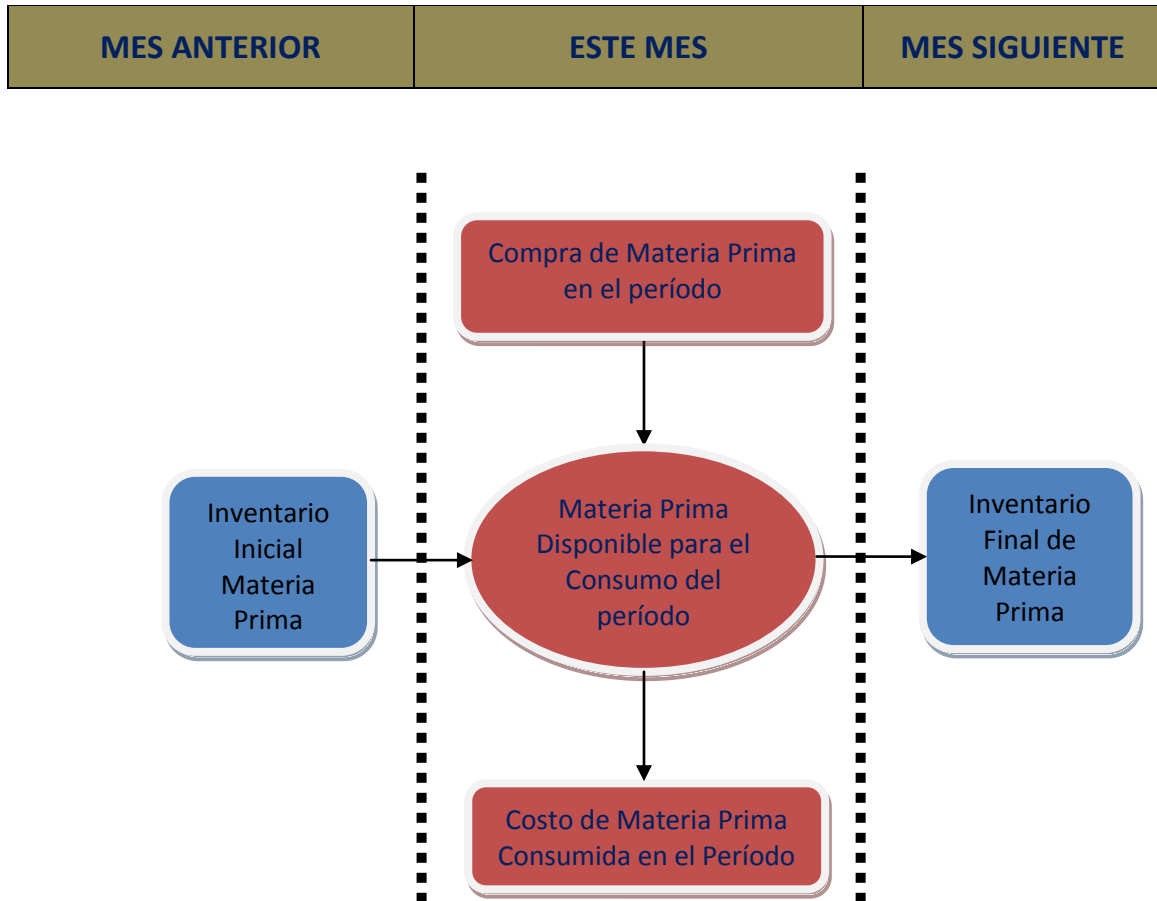 MES ANTERIOR
ESTE MES
MES SIGUIENTE
Compra de Materia Prima
en el período
Inventario
Inicial
Materia
Prima
Materia Prima
Disponible para el
Consumo del
período
Inventario
Final de
Materia
Prima
Costo de Materia Prima
Consumida en el Período